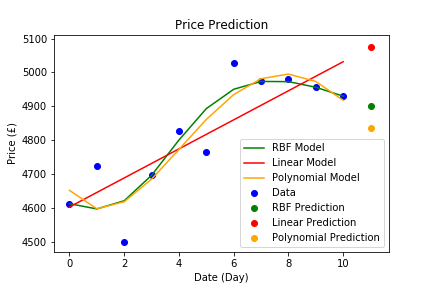 Price Prediction
5100
5000
4900
4800
4700
4600
4500
Price (£)
0
2
4
6
8
10
Date (Day)
RBF Model
Linear Model
Polynomial Model
Data
RBF Prediction
Linear Prediction
Polynomial Prediction